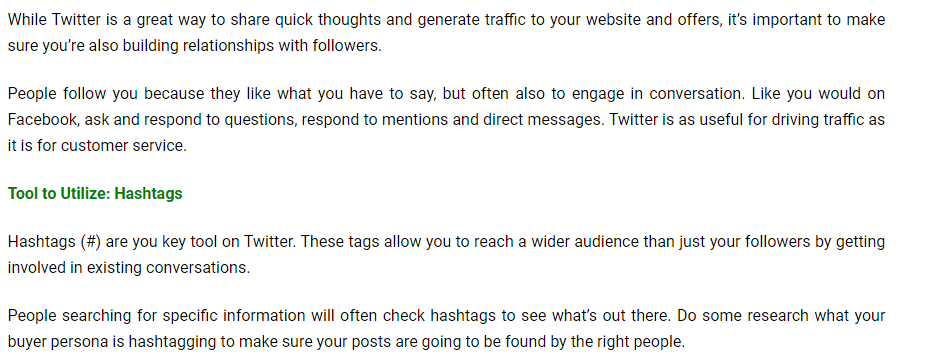 While Twitter is a great way to share quick thoughts and generate traffic to your website and offers, it’s important to make
sure you’re also building relationships with followers.
People follow you because they like what you have to say, but often also to engage in conversation. Like you would on
Facebook, ask and respond to questions, respond to mentions and direct messages. Twitter is as useful for driving traffic as
it is for customer service.
Tool to Utilize: Hashtags
Hashtags (#) are you key tool on Twitter. These tags allow you to reach a wider audience than just your followers by getting
involved in existing conversations.
People searching for specific information will often check hashtags to see what’s out there. Do some research what your
buyer persona is hashtagging to make sure your posts are going to be found by the right people.